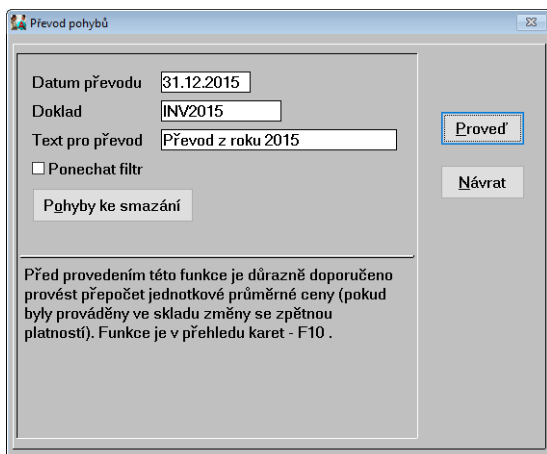 Převod pohybů
Datum převodu 31.12.2015
Doklad INV2015
Text pro převod Převod z roku 2015
Ponechat filtr
Pohyby ke smazání
Proveď
Návrat
Před provedením této funkce je důrazně doporučeno
provést přepočet jednotkové průměrné ceny (pokud
byly prováděny ve skladu změny se zpětnou
platností). Funkce je v přehledu karet - F10 .